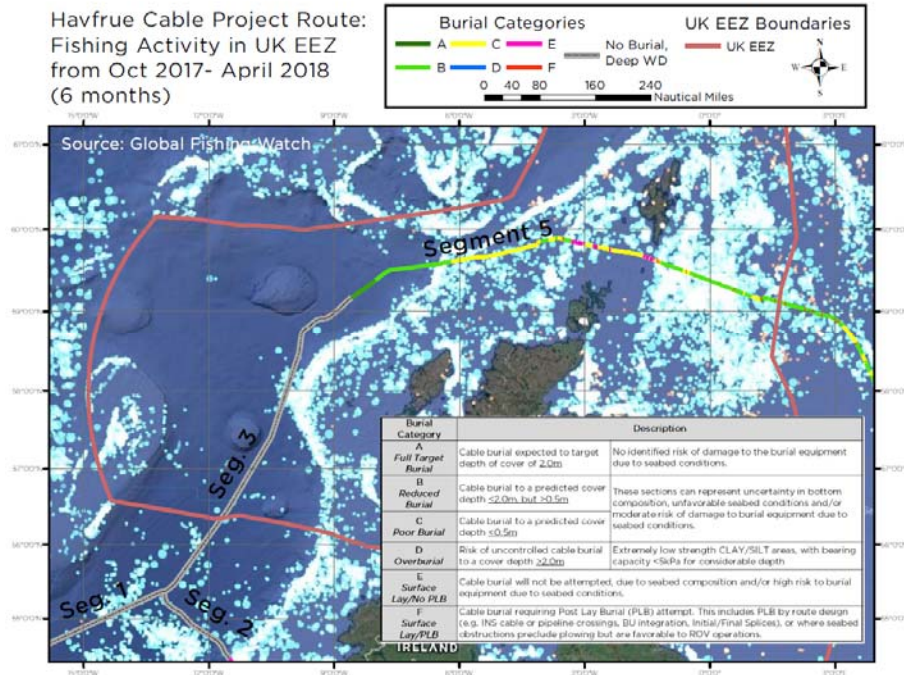 Havfrue Cable Project Route:
Fishing Activity in UK EEZ
from Oct 2017- April 2018
(6 months)
Burial Categories
A
C
E
No Burial,
Deep WD
B
D
F
UK EEZ Boundaries
UK EEZ
N
W
E
S
0 40 80 160 240
Nautical Miles
Source: Global Fishing Watch
Segment 5
Seg. 3
Seg. 1
Seg. 2
IRELAND
Burial
Category
Description
A
Full Target
Burial
Cable burial expected to target
depth of cover of 2.0m
No identified risk of damage to the burial equipment
due to seabed conditions.
B
Reduced
Burial
Cable burial to a predicted cover
depth <2.0m, but >0.5m
These sections can represent uncertainty in bottom
composition, unfavorable seabed conditions and/or
moderate risk of damage to burial equipment due to
seabed conditions.
C
Poor Burial
Cable burial to a predicted cover
depth <0.5m
D
Overburial
Risk of uncontrolled cable burial
to a cover depth >2.0m
Extremely low strength CLAY/SILT areas, with bearing
capacity <5kPa for considerable depth
E
Surface
Lay/No PLB
Cable burial will not be attempted, due to seabed composition and/or high risk to burial
equipment due to seabed conditions.
F
Surface
Lay/PLB
Cable burial requiring Post Lay Burial (PLB) attempt. This includes PLB by route design
(e.g. INS cable or pipeline crossings, BU integration, Initial/Final Splices), or where seabed
obstructions preclude plowing but are favorable to ROV operations.